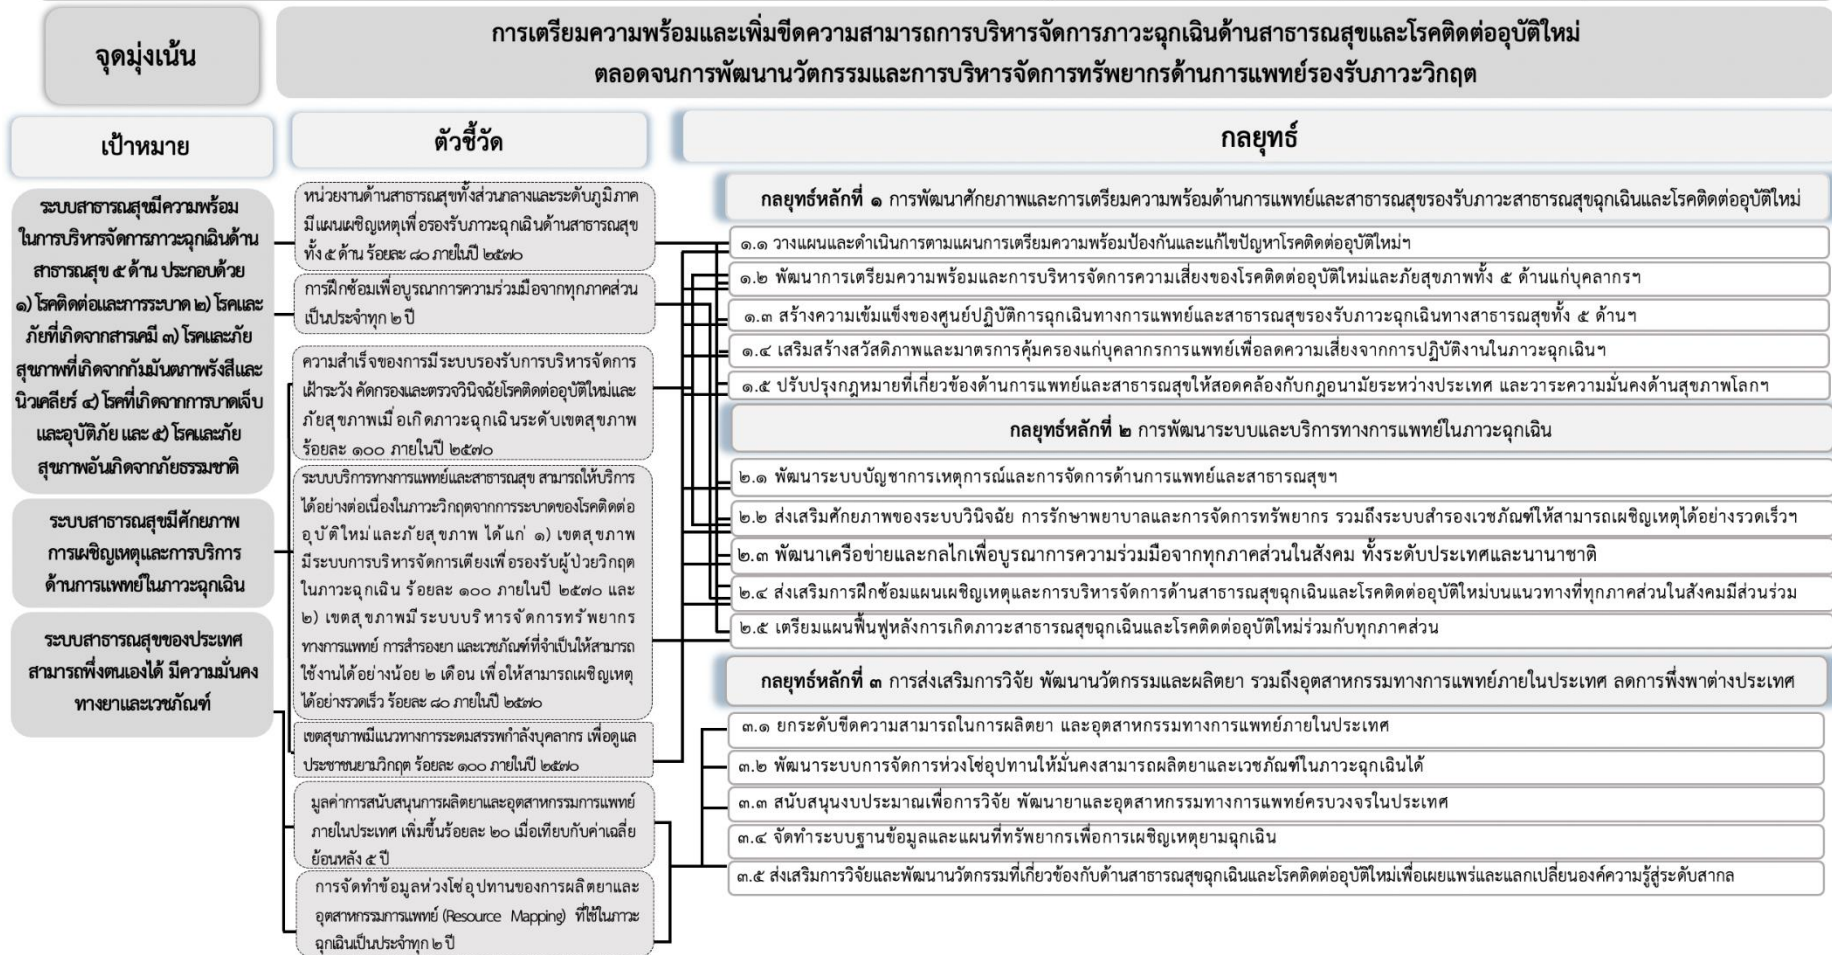 จุดมุ่งเน้น
การเตรียมความพร้อมและเพิ่มขีดความสามารถการบริหารจัดการภาวะฉุกเฉินด้านสาธารณสุขและโรคติดต่ออุบัติใหม่
ตลอดจนการพัฒนานวัตกรรมและการบริหารจัดการทรัพยากรด้านการแพทย์รองรับภาวะวิกฤต
เป้าหมาย
ระบบสาธารณสุขมีความพร้อม
ในการบริหารจัดการภาวะฉุกเฉินด้าน
สาธารณสุข ๕ ด้าน ประกอบด้วย
๑) โรคติดต่อและการระบาด ๒) โรคและ
ภัยที่เกิดจากสารเคมี ๓) โรคและภัย
สุขภาพที่เกิดจากกัมมันตภาพรังสีและ
นิวเคลียร์ ๔) โรคที่เกิดจากการบาดเจ็บ
และอุบัติภัย และ ๕) โรคและภัย
สุขภาพอันเกิดจากภัยธรรมชาติ
ระบบสาธารณสุขมีศักยภาพ
การเผชิญเหตุและการบริการ
ด้านการแพทย์ในภาวะฉุกเฉิน
ระบบสาธารณสุขของประเทศ
สามารถพึ่งตนเองได้ มีความมั่นคง
ทางยาและเวชภัณฑ์
ตัวชี้วัด
หน่วยงานด้านสาธารณสุขทั้งส่วนกลางและระดับภูมิภาค
มีแผนเผชิญเหตุเพื่อรองรับภาวะฉุกเฉินด้านสาธารณสุข
ทั้ง ๕ ด้าน ร้อยละ ๘๐ ภายในปี ๒๕๗๐
การฝึกซ้อมเพื่อบูรณาการความร่วมมือจากทุกภาคส่วน
เป็นประจำทุก ๒ ปี
ความสำเร็จของการมีระบบรองรับการบริหารจัดการ
เฝ้าระวัง คัดกรองและตรวจวินิจฉัยโรคติดต่ออุบัติใหม่และ
ภัยสุขภาพเมื่อเกิดภาวะฉุกเฉินระดับเขตสุขภาพ
ร้อยละ ๑๐๐ ภายในปี ๒๕๗๐
ระบบบริการทางการแพทย์และสาธารณสุข สามารถให้บริการ
ได้อย่างต่อเนื่องในภาวะวิกฤตจากการระบาดของโรคติดต่อ
อุบัติใหม่และภัยสุขภาพ ได้แก่ ๑) เขตสุขภาพ
มีระบบการบริหารจัดการเตียงเพื่อรองรับผู้ป่วยวิกฤต
ในภาวะฉุกเฉิน ร้อยละ ๑๐๐ ภายในปี ๒๕๗๐ และ
๒) เขตสุขภาพมีระบบบริหารจัดการทรัพยากร
ทางการแพทย์ การสำรองยา และเวชภัณฑ์ที่จำเป็นให้สามารถ
ใช้งานได้อย่างน้อย ๒ เดือน เพื่อให้สามารถเผชิญเหตุ
ได้อย่างรวดเร็ว ร้อยละ ๘๐ ภายในปี ๒๕๗๐
เขตสุขภาพมีแนวทางการระดมสรรพกำลังบุคลากร เพื่อดูแล
ประชาชนยามวิกฤต ร้อยละ ๑๐๐ ภายในปี ๒๕๗๐
มูลค่าการสนับสนุนการผลิตยาและอุตสาหกรรมการแพทย์
ภายในประเทศ เพิ่มขึ้นร้อยละ ๒๐ เมื่อเทียบกับค่าเฉลี่ย
ย้อนหลัง ๕ ปี
การจัดทำข้อมูลห่วงโซ่อุปทานของการผลิตยาและ
อุตสาหกรรมการแพทย์ (Resource Mapping) ที่ใช้ในภาวะ
ฉุกเฉินเป็นประจำทุก ๒ ปี
กลยุทธ์
กลยุทธ์หลักที่ ๑ การพัฒนาศักยภาพและการเตรียมความพร้อมด้านการแพทย์และสาธารณสุขรองรับภาวะสาธารณสุขฉุกเฉินและโรคติดต่ออุบัติใหม่
๑.๑ วางแผนและดำเนินการตามแผนการเตรียมความพร้อมป้องกันและแก้ไขปัญหาโรคติดต่ออุบัติใหม่ฯ
๑.๒ พัฒนาการเตรียมความพร้อมและการบริหารจัดการความเสี่ยงของโรคติดต่ออุบัติใหม่และภัยสุขภาพทั้ง ๕ ด้านแก่บุคลากรฯ
๑.๓ สร้างความเข้มแข็งของศูนย์ปฏิบัติการฉุกเฉินทางการแพทย์และสาธารณสุขรองรับภาวะฉุกเฉินทางสาธารณสุขทั้ง ๕ ด้านฯ
๑.๔ เสริมสร้างสวัสดิภาพและมาตรการคุ้มครองแก่บุคลากรการแพทย์เพื่อลดความเสี่ยงจากการปฏิบัติงานในภาวะฉุกเฉินฯ
๑.๕ ปรับปรุงกฎหมายที่เกี่ยวข้องด้านการแพทย์และสาธารณสุขให้สอดคล้องกับกฎอนามัยระหว่างประเทศ และวาระความมั่นคงด้านสุขภาพโลกฯ
กลยุทธ์หลักที่ ๒ การพัฒนาระบบและบริการทางการแพทย์ในภาวะฉุกเฉิน
๒.๑ พัฒนาระบบบัญชาการเหตุการณ์และการจัดการด้านการแพทย์และสาธารณสุขฯ
๒.๒ ส่งเสริมศักยภาพของระบบวินิจฉัย การรักษาพยาบาลและการจัดการทรัพยากร รวมถึงระบบสำรองเวชภัณฑ์ให้สามารถเผชิญเหตุได้อย่างรวดเร็วฯ
๒.๓ พัฒนาเครือข่ายและกลไกเพื่อบูรณาการความร่วมมือจากทุกภาคส่วนในสังคม ทั้งระดับประเทศและนานาชาติ
๒.๔ ส่งเสริมการฝึกซ้อมแผนเผชิญเหตุและการบริหารจัดการด้านสาธารณสุขฉุกเฉินและโรคติดต่ออุบัติใหม่บนแนวทางที่ทุกภาคส่วนในสังคมมีส่วนร่วม
๒.๕ เตรียมแผนฟื้นฟูหลังการเกิดภาวะสาธารณสุขฉุกเฉินและโรคติดต่ออุบัติใหม่ร่วมกับทุกภาคส่วน
กลยุทธ์หลักที่ ๓ การส่งเสริมการวิจัย พัฒนานวัตกรรมและผลิตยา รวมถึงอุตสาหกรรมทางการแพทย์ภายในประเทศ ลดการพึ่งพาต่างประเทศ
๓.๑ ยกระดับขีดความสามารถในการผลิตยา และอุตสาหกรรมทางการแพทย์ภายในประเทศ
๓.๒ พัฒนาระบบการจัดการห่วงโซ่อุปทานให้มั่นคงสามารถผลิตยาและเวชภัณฑ์ในภาวะฉุกเฉินได้
๓.๓ สนับสนุนงบประมาณเพื่อการวิจัย พัฒนายาและอุตสาหกรรมทางการแพทย์ครบวงจรในประเทศ
๓.๔ จัดทำระบบฐานข้อมูลและแผนที่ทรัพยากรเพื่อการเผชิญเหตุยามฉุกเฉิน
๓.๕ ส่งเสริมการวิจัยและพัฒนานวัตกรรมที่เกี่ยวข้องกับด้านสาธารณสุขฉุกเฉินและโรคติดต่ออุบัติใหม่เพื่อเผยแพร่และแลกเปลี่ยนองค์ความรู้สู่ระดับสากล